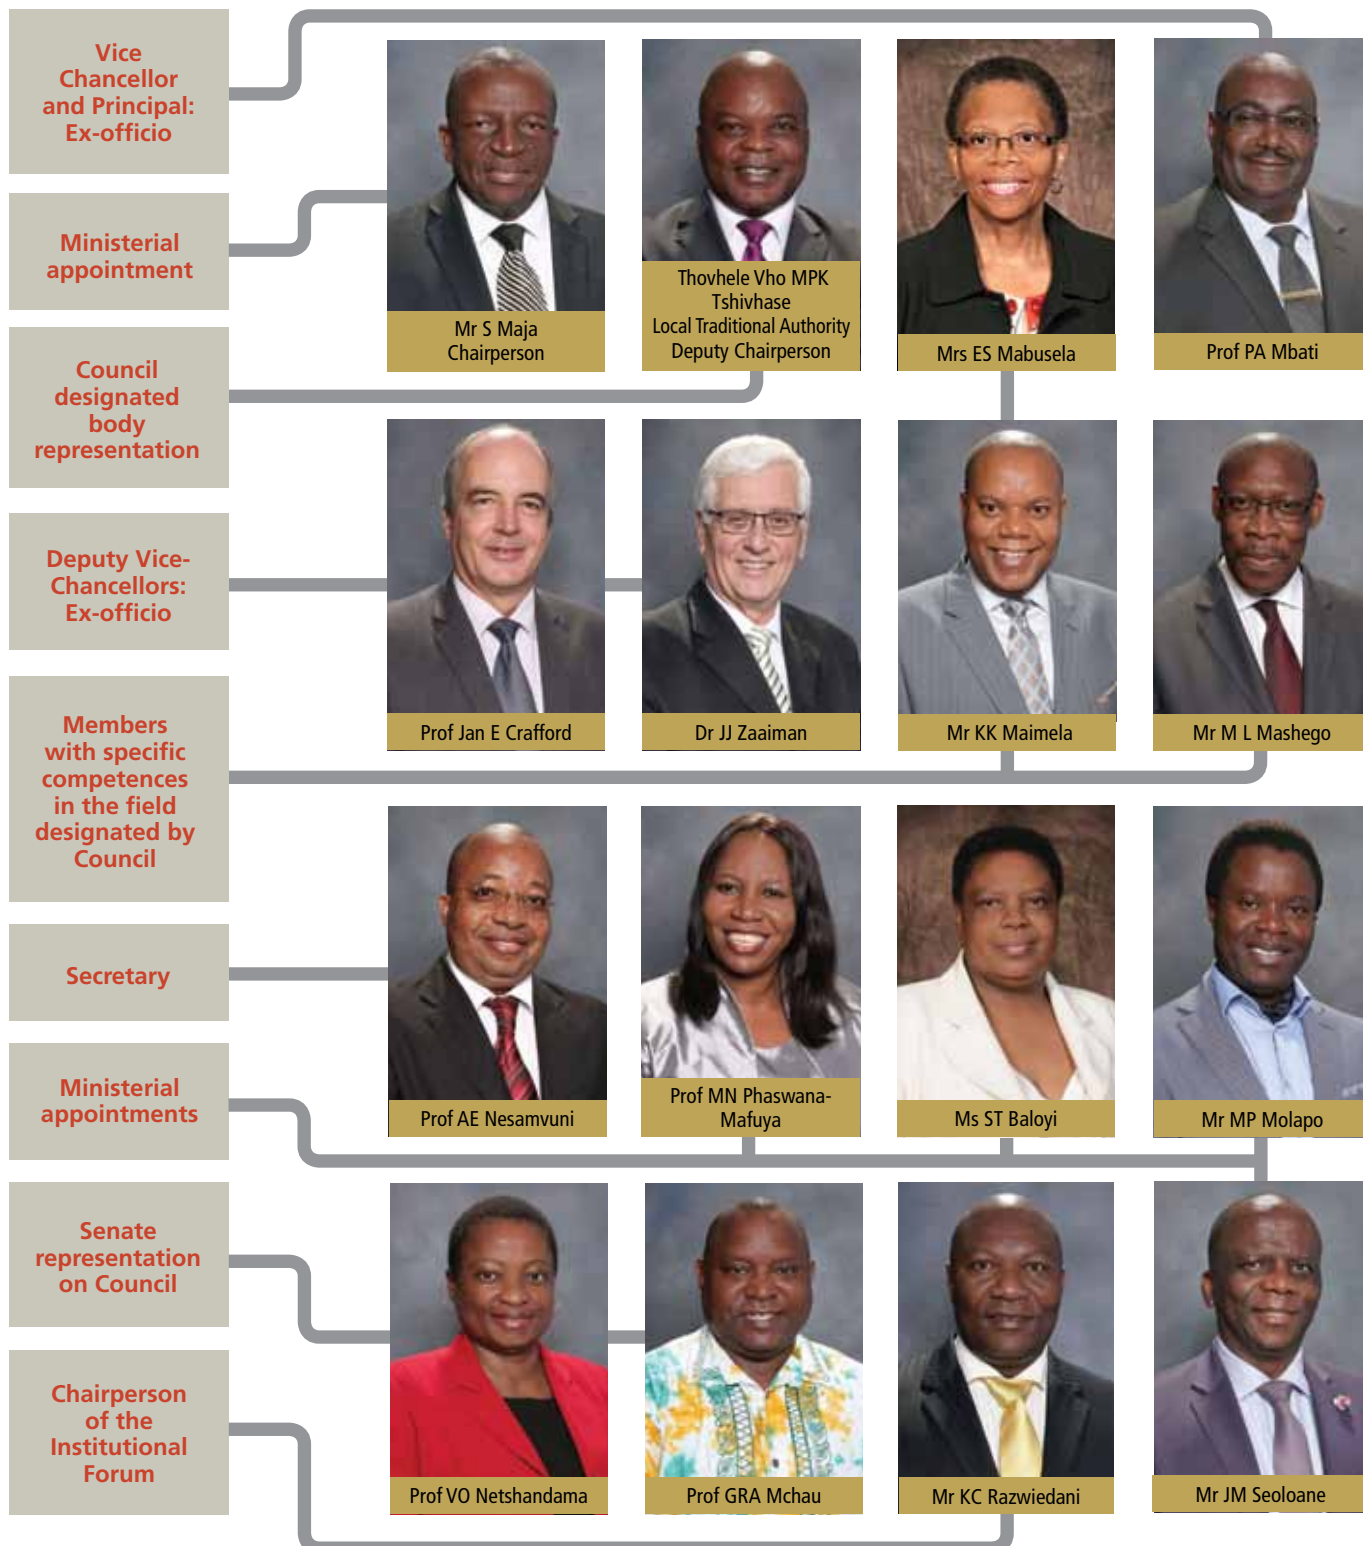 Vice
Chancellor
and Principal:
Ex-officio
Ministerial
appointment
Council
designated
body
representation
Deputy Vice-
Chancellors:
Ex-officio
Members
with specific
competences
in the field
designated by
Council
Secretary
Ministerial
appointments
Senate
representation
on Council
Chairperson
of the
Institutional
Forum
Mr S Maja
Chairperson
Thovhele Vho MPK
Tshivhase
Local Traditional Authority
Deputy Chairperson
Mrs ES Mabusela
Prof PA Mbati
Prof Jan E Crafford
Dr JJ Zaaiman
Mr KK Maimela
Mr M L Mashego
Prof AE Nesamvuni
Prof MN Phaswana-
Mafuya
Ms ST Baloyi
Mr MP Molapo
Prof VO Netshandama
Prof GRA Mchau
Mr KC Razwiedani
Mr JM Seoloane